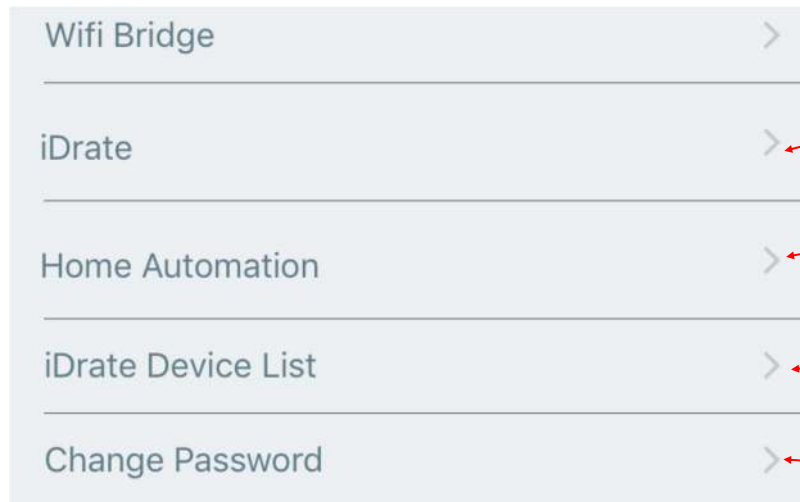 Wifi Bridge
iDrate
Home Automation
iDrate Device List
Change Password